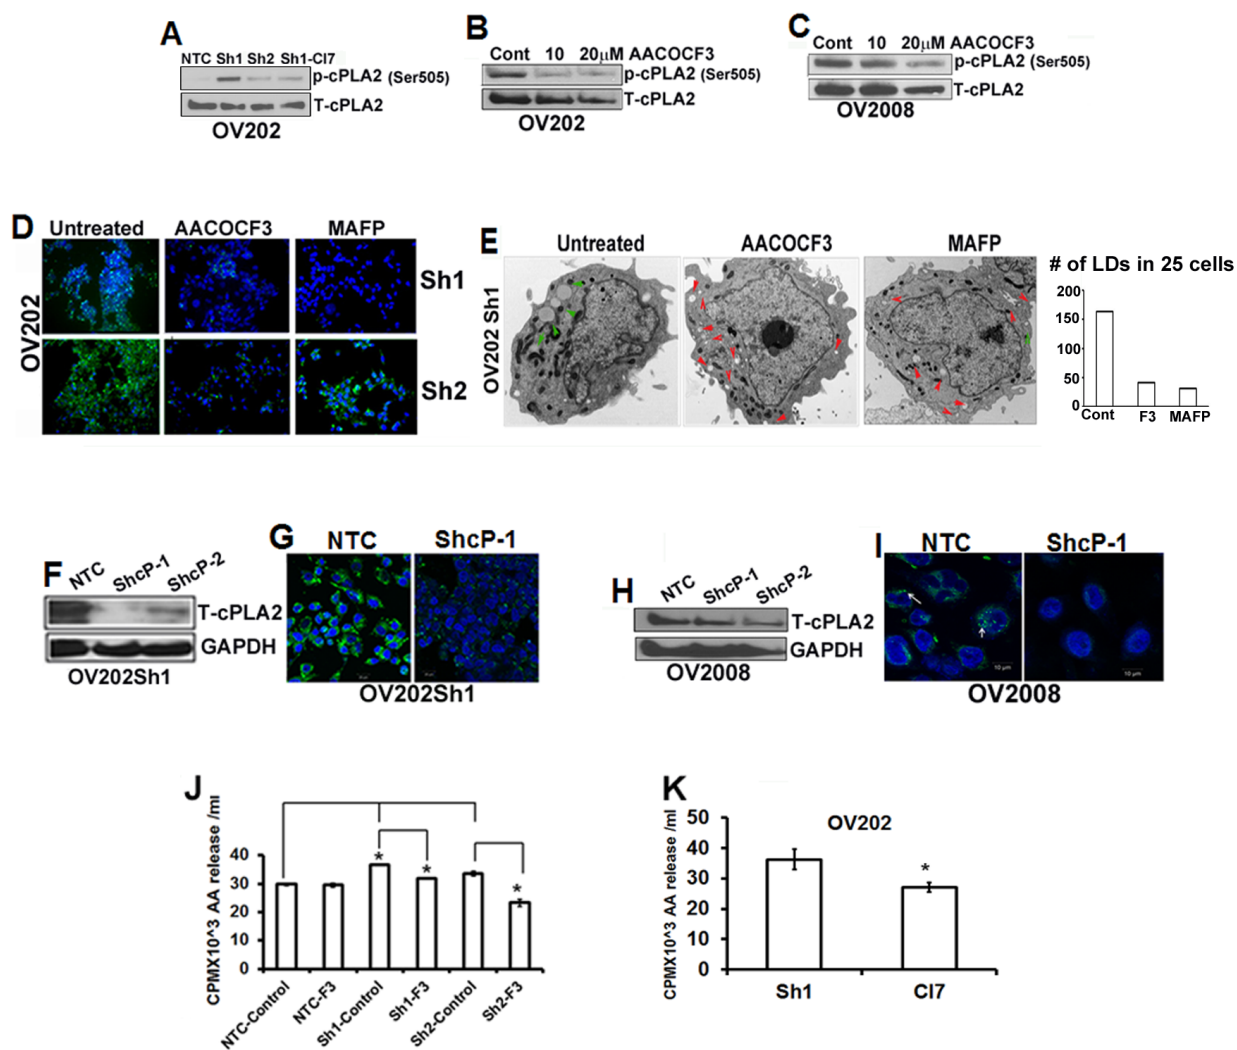 A
NTC Sh1 Sh2 Sh1-Cl7
p-cPLA2 (Ser505)
T-cPLA2
OV202
B
Cont 10 20µM AACOCF3
p-cPLA2 (Ser505)
T-cPLA2
OV202
C
Cont 10 20µM AACOCF3
p-cPLA2 (Ser505)
T-cPLA2
OV2008
D
Untreated AACOCF3 MAFP
OV202
Sh1
Sh2
E
Untreated AACOCF3 MAFP
OV202 Sh1
# of LDs in 25 cells
200
150
100
50
0
Cont F3 MAFP
F
NTC ShcP-1 ShcP-2
T-cPLA2
GAPDH
OV202Sh1
G
NTC ShcP-1
OV202Sh1
H
NTC ShcP-1 ShcP-2
T-cPLA2
GAPDH
OV2008
I
NTC ShcP-1
10 µm 10 µm
OV2008
J
CPMX10^3 AA release /ml
40
30
20
10
0
* * *
NTC-Control NTC-F3 Sh1-Control Sh1-F3 Sh2-Control Sh2-F3
K
CPMX10^3 AA release /ml
OV202
50
40
30
20
10
0
*
Sh1 Cl7